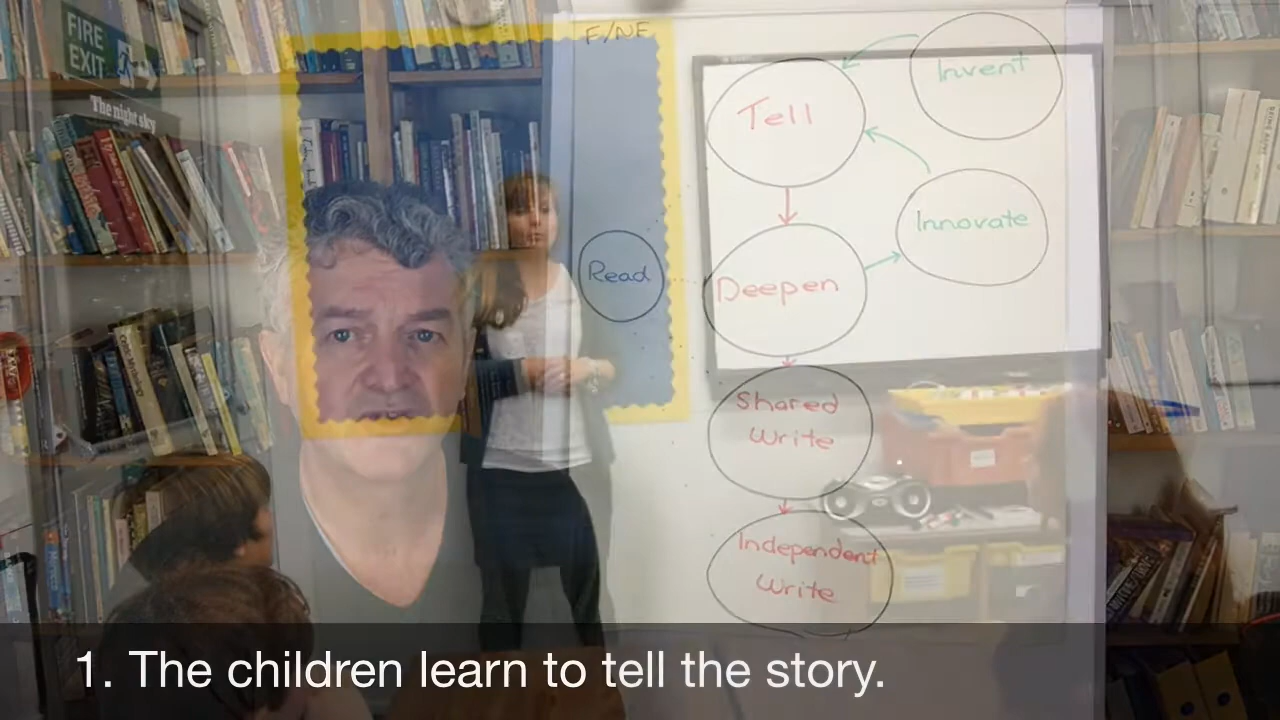 FIRE
EXIT
The night sky
F/NF
Read
Tell
Invent
Innovate
Deepen
Shared
Write
Independent
Write
1. The children learn to tell the story.